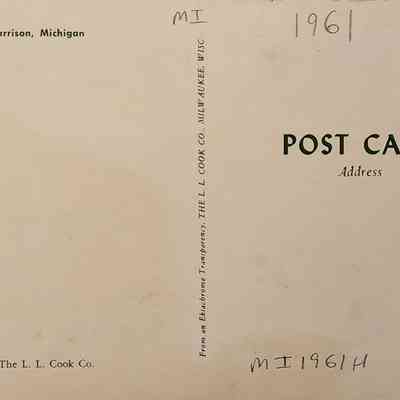 MI
1961
arrison, Michigan
From an Ektachrome Transparency, THE L. L. COOK CO., MILWAUKEE, WISC
POST CA
Address
The L. L. Cook Co.
MI1961H